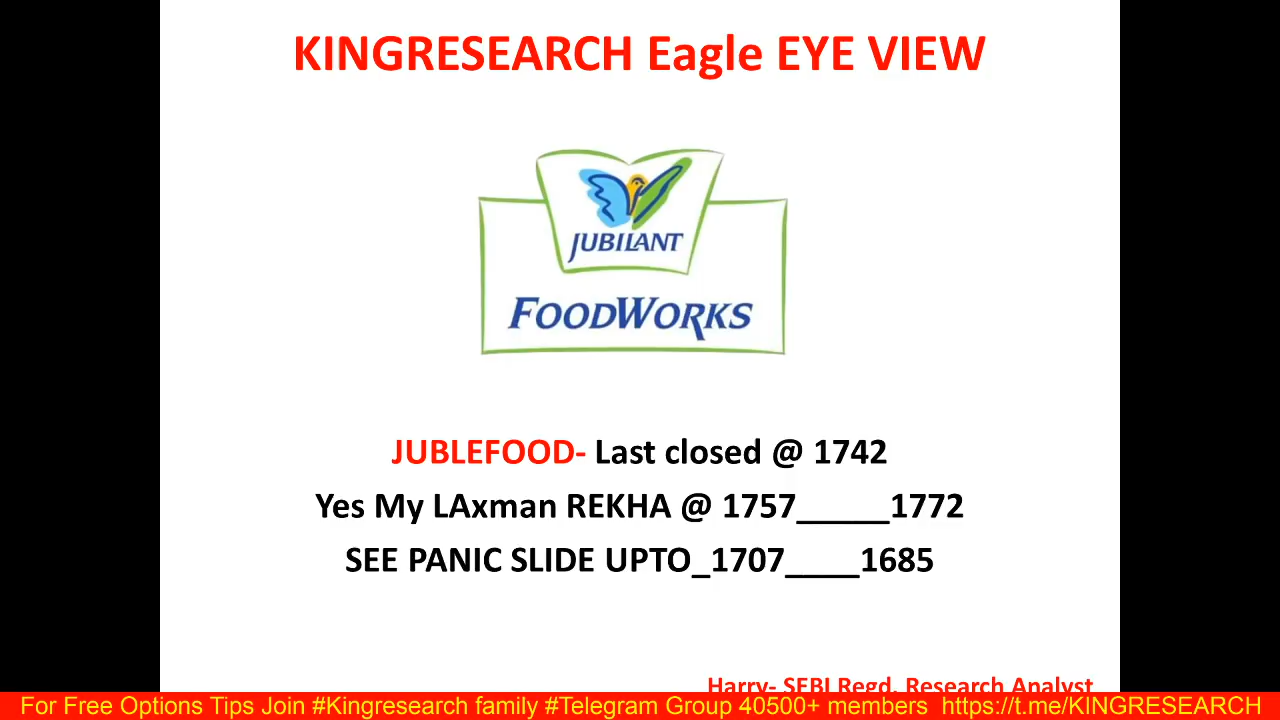 KINGRESEARCH Eagle EYE VIEW
JUBILANT
FOODWORKS
JUBLEFOOD- Last closed @ 1742
Yes My LAxman REKHA @ 1757_____1772
SEE PANIC SLIDE UPTO_1707____1685
Harry- SEBI Regd. Research Analyst
For Free Options Tips Join #Kingresearch family #Telegram Group 40500+ members https://t.me/KINGRESEARCH